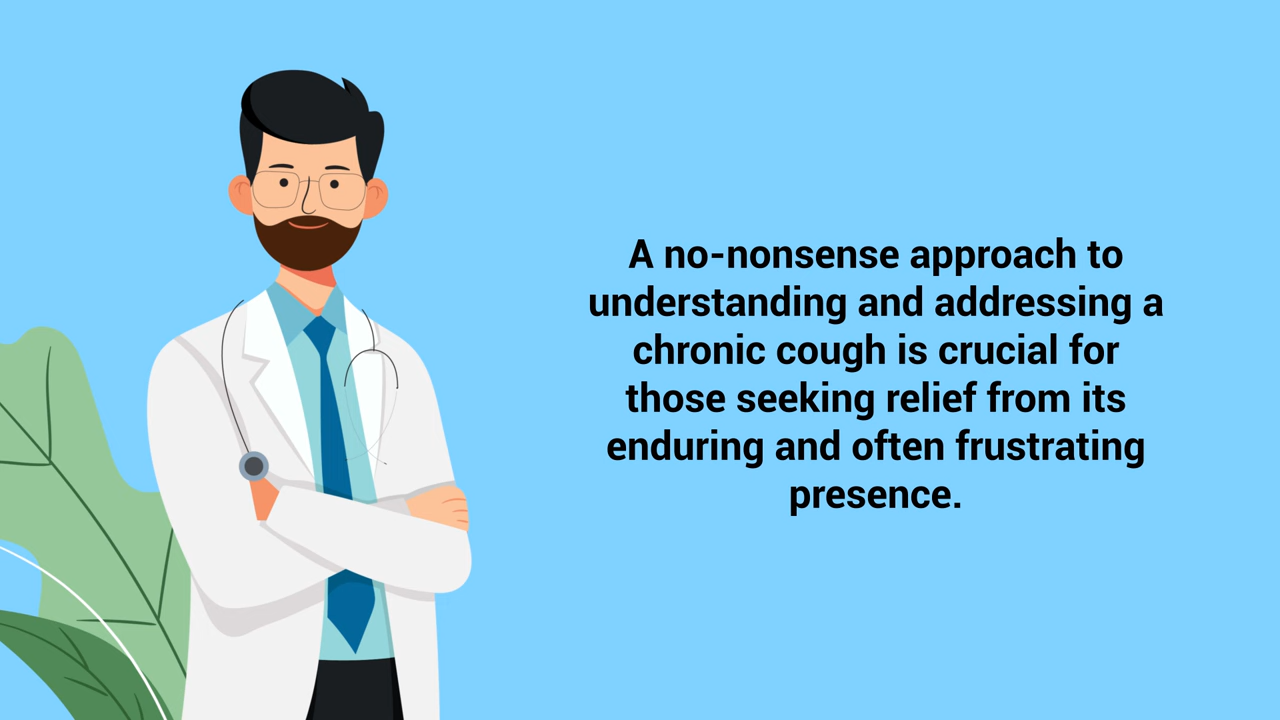 A no-nonsense approach to
understanding and addressing a
chronic cough is crucial for
those seeking relief from its
enduring and often frustrating
presence.